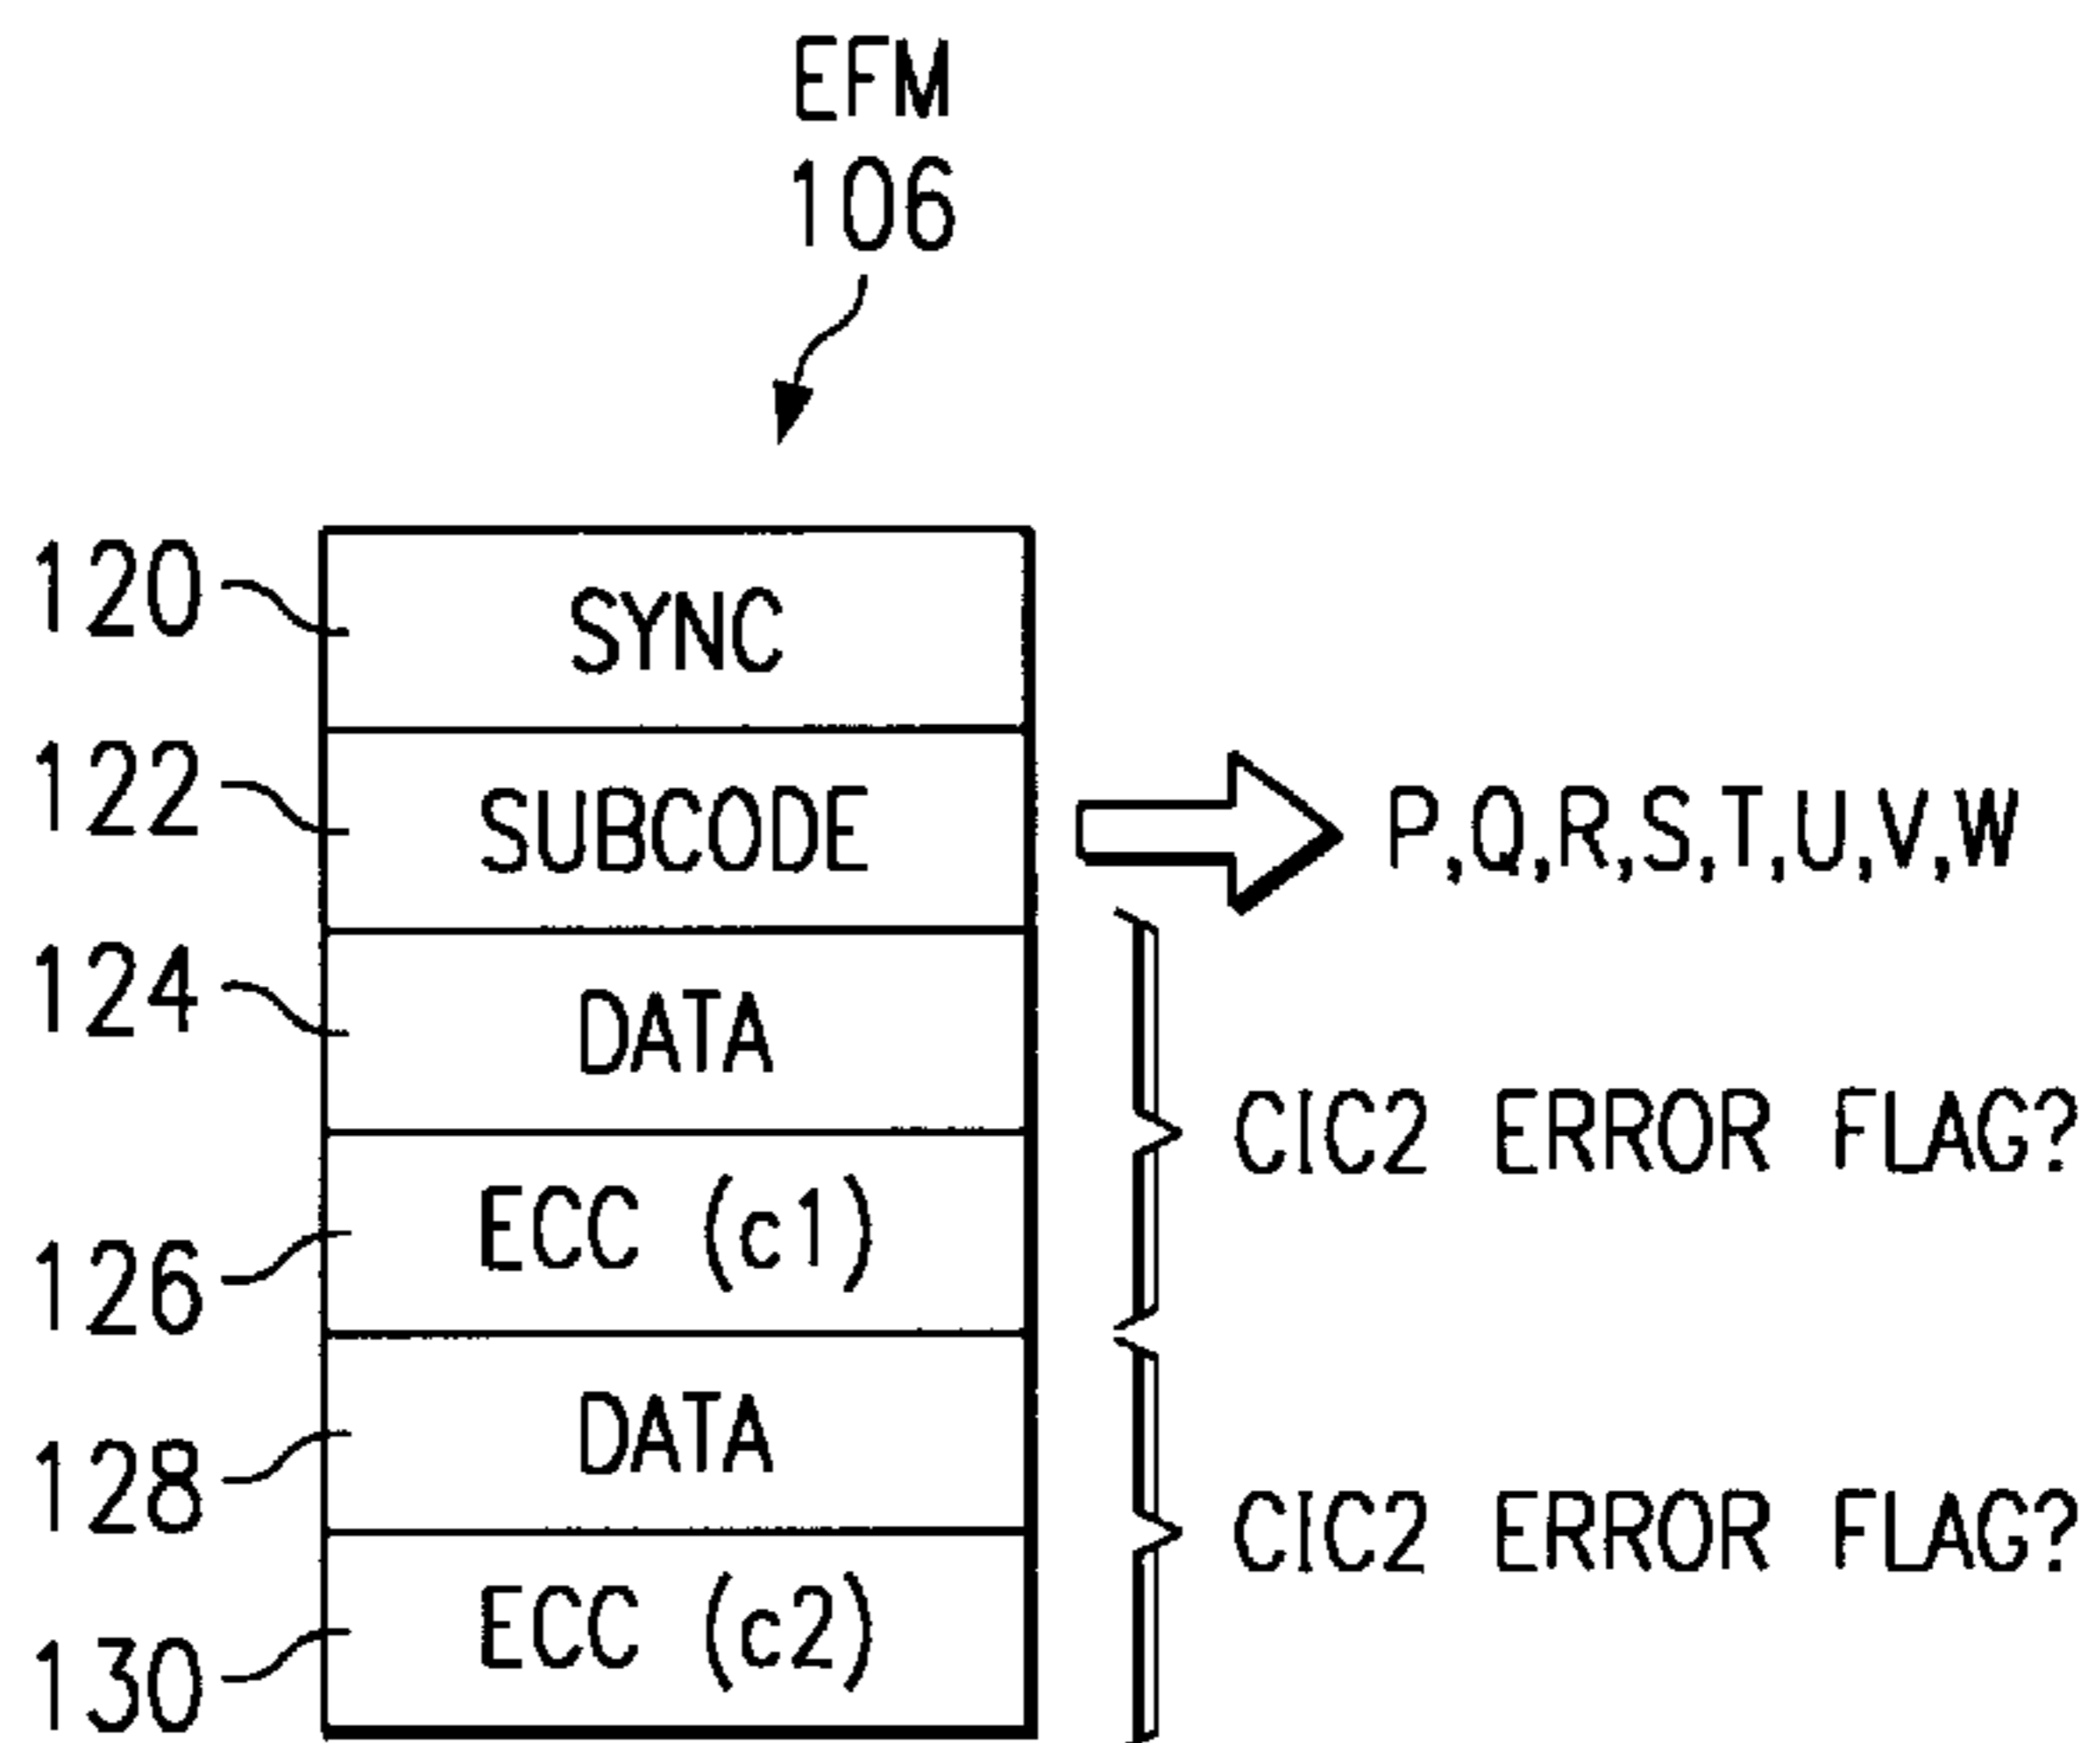 EFM
106
120
SYNC
122
SUBCODE
P,Q,R,S,T,U,V,W
124
DATA
CIC2 ERROR FLAG?
126
ECC (c1)
128
DATA
CIC2 ERROR FLAG?
130
ECC (c2)